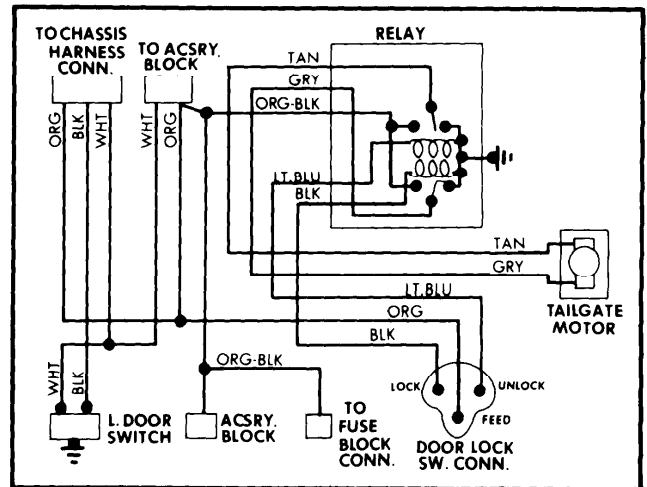 TO CHASSIS
HARNESS
CONN.
TO ACSRY.
BLOCK
RELAY
TAN
GRY
ORG-BLK
ORG
BLK
WHT
WHT
ORG
LT.BLU
BLK
TAN
GRY
LT.BLU
ORG
BLK
TAILGATE
MOTOR
ORG-BLK
WHT
BLK
LOCK
UNLOCK
FEED
L. DOOR
SWITCH
ACSRY.
BLOCK
TO
FUSE
BLOCK
CONN.
DOOR LOCK
SW. CONN.